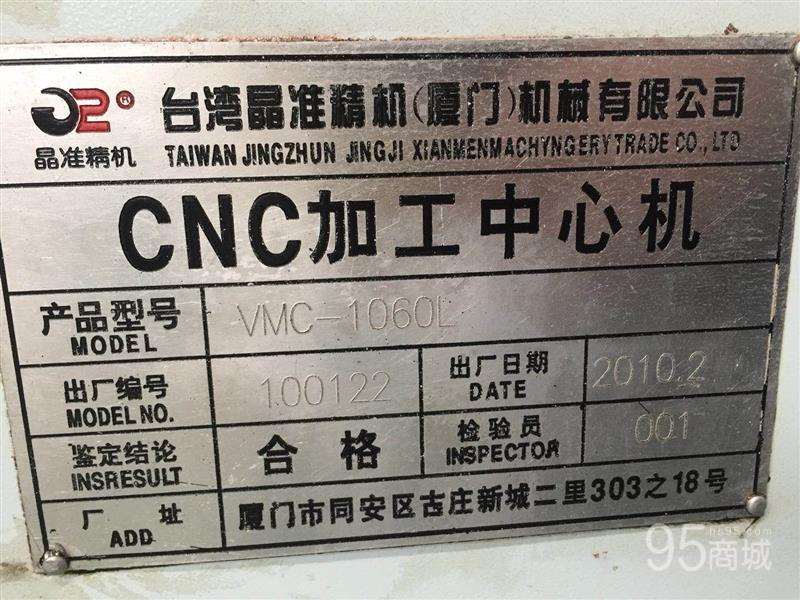 台湾晶准精机(厦门)机械有限公司
晶准精机
TAIWAN JINGZHUN JINGJI XIANMENMACHYNGERYTRADE CO., LTD
CNC加工中心机
产品型号 VMC-1060L
MODEL
出厂编号 100122 出厂日期 2010.2
MODEL NO. DATE
鉴定结论 合格 检验员 001
INSRESULT INSPECTOR
厂址 厦门市同安区古庄新城二里303之18号
ADD
bs95.com
95商城